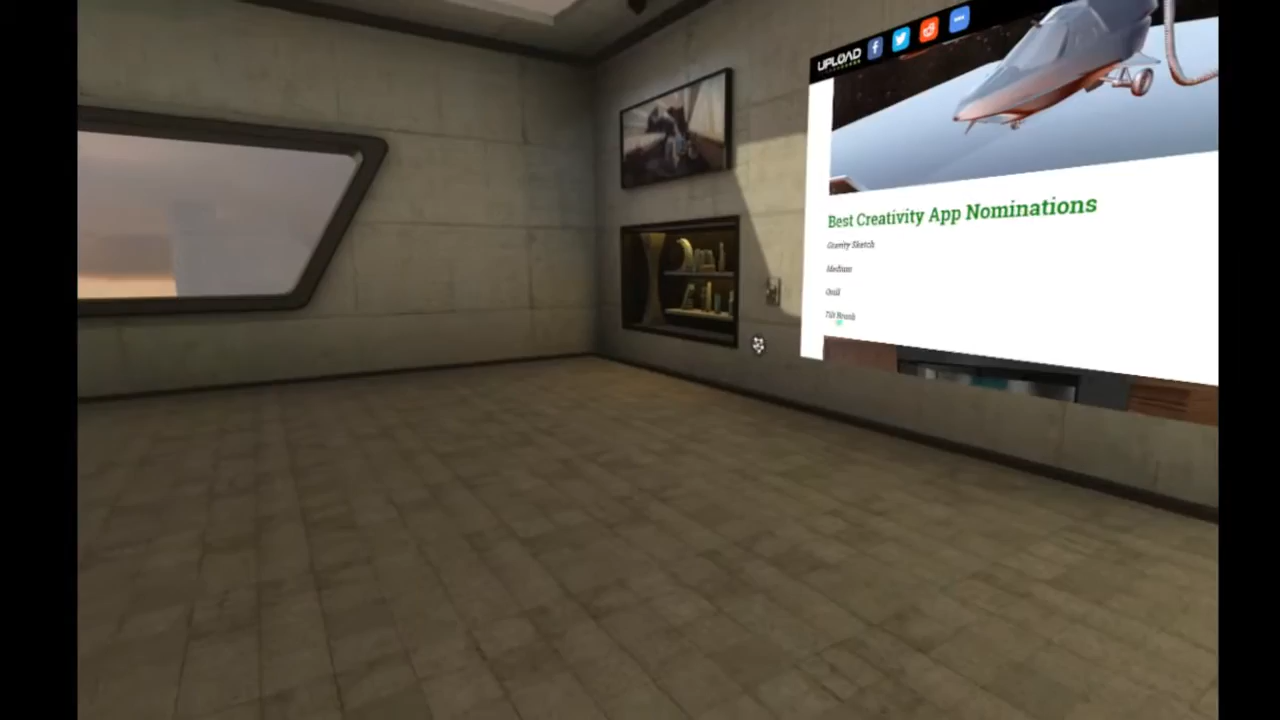 UPLOAD
Best Creativity App Nominations
Gravity Sketch
Medium
Quill
Tilt Brush